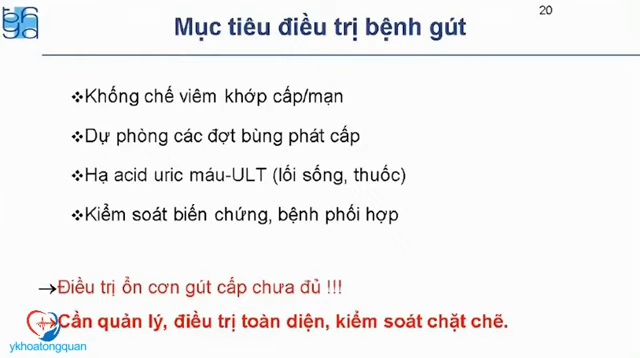 20
Mục tiêu điều trị bệnh gút
❖Khống chế viêm khớp cấp/mạn
❖Dự phòng các đợt bùng phát cấp
❖Hạ acid uric máu-ULT (lối sống, thuốc)
❖Kiểm soát biến chứng, bệnh phối hợp
→Điều trị ổn cơn gút cấp chưa đủ !!!
→Cần quản lý, điều trị toàn diện, kiểm soát chặt chẽ.
ykhoatongquan